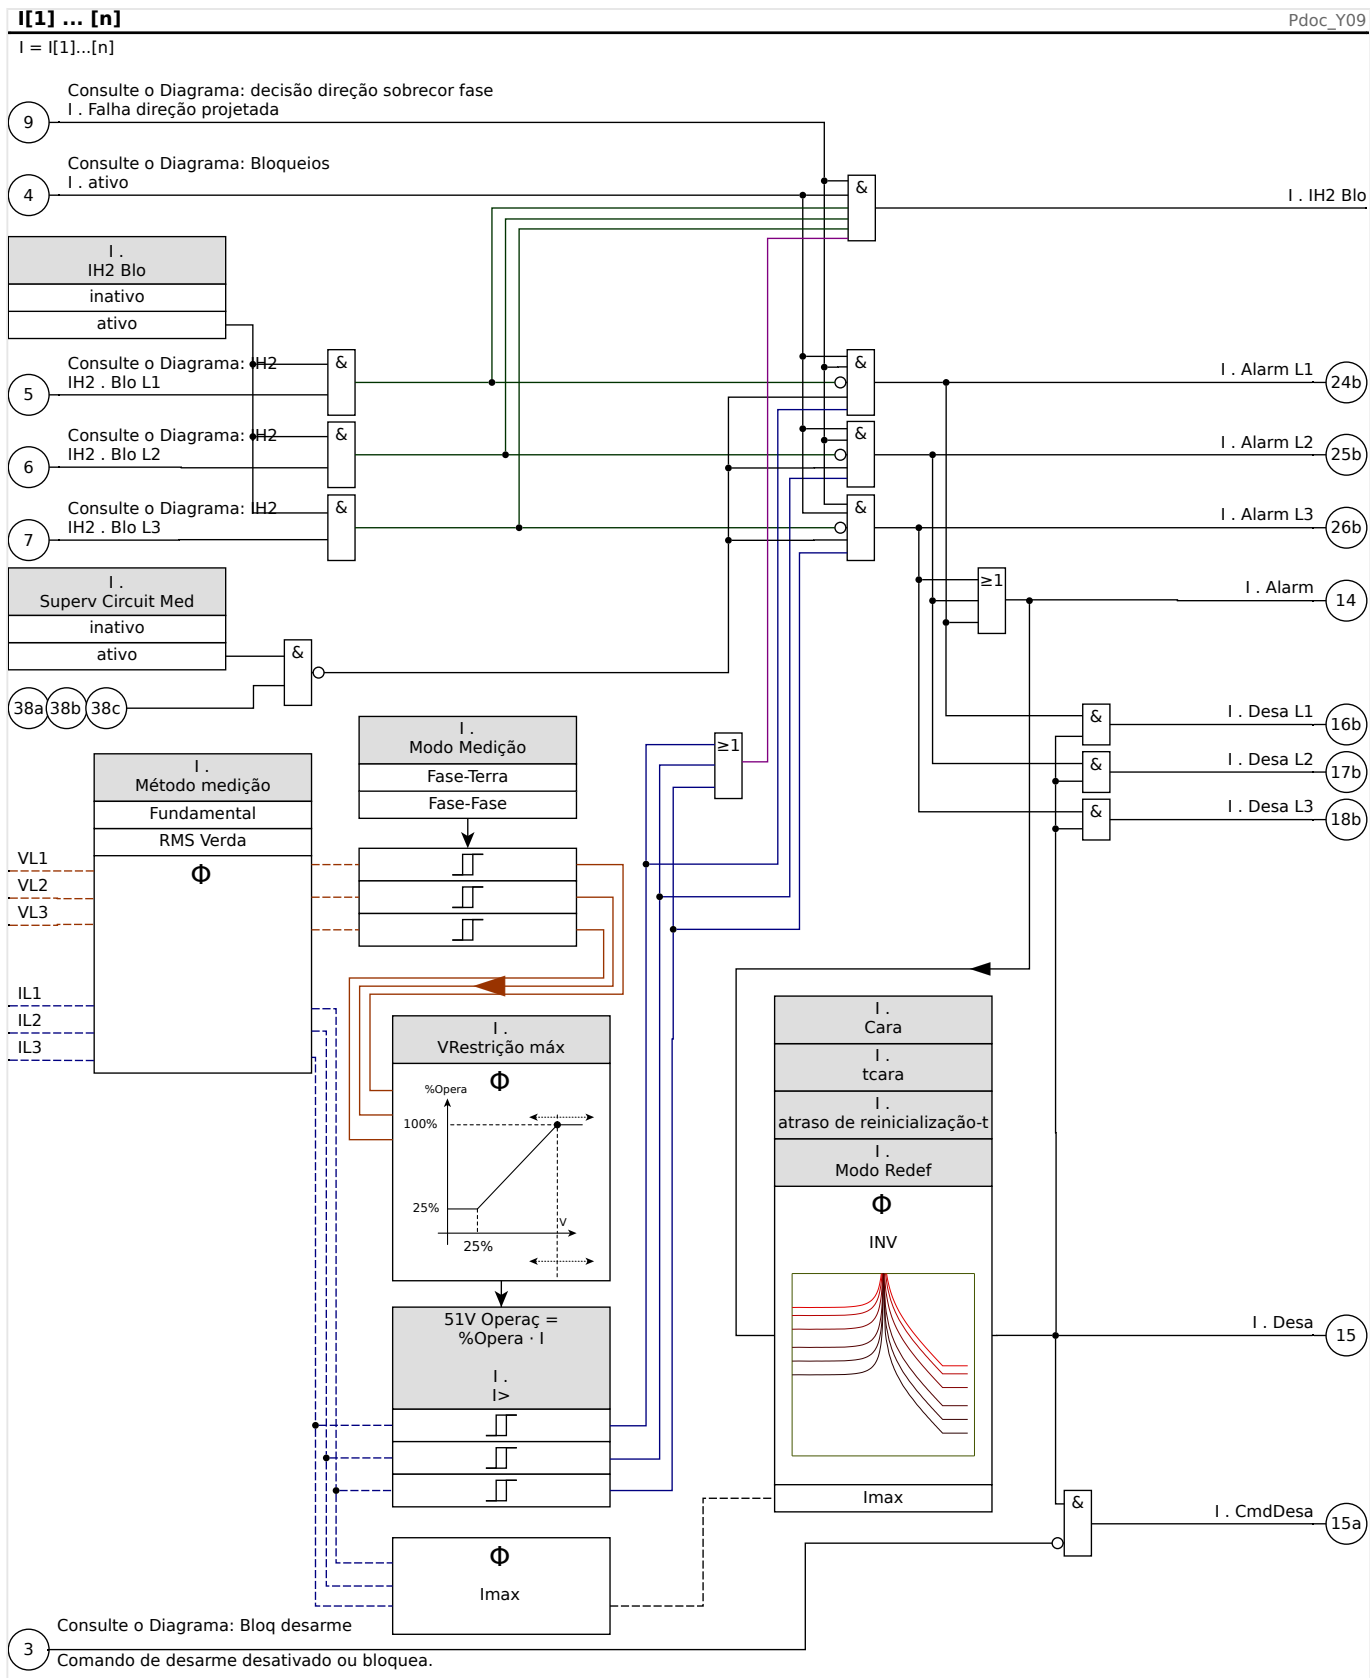 I[1] ... [n]
Pdoc_Y09
I = I[1]...[n]
Consulte o Diagrama: decisão direção sobrecor fase
9
I . Falha direção projetada
Consulte o Diagrama: Bloqueios
4
I . ativo
&
I . IH2 Blo
I .
IH2 Blo
inativo
ativo
Consulte o Diagrama: IH2
5
IH2 . Blo L1
&
&
I . Alarm L1
24b
Consulte o Diagrama: IH2
6
IH2 . Blo L2
&
&
I . Alarm L2
25b
Consulte o Diagrama: IH2
7
IH2 . Blo L3
&
&
I . Alarm L3
26b
I .
Superv Circuit Med
inativo
ativo
&
≥1
I . Alarm
14
38a
38b
38c
I .
Modo Medição
Fase-Terra
Fase-Fase
≥1
&
I . Desa L1
16b
&
I . Desa L2
17b
&
I . Desa L3
18b
I .
Método medição
Fundamental
RMS Verda
Φ
VL1
VL2
VL3
IL1
IL2
IL3
I .
VRestrição máx
Φ
%Opera
100%
25%
V
25%
I .
Cara
I .
tcara
I .
atraso de reinicialização-t
I .
Modo Redef
Φ
INV
Imax
51V Operaç =
%Opera · I
I .
I>
I . Desa
15
Φ
Imax
&
I . CmdDesa
15a
Consulte o Diagrama: Bloq desarme
3
Comando de desarme desativado ou bloquea.